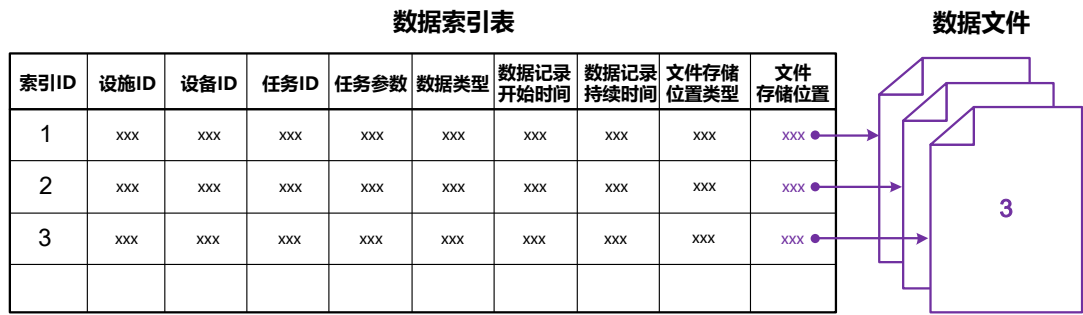 数据索引表
数据文件
索引ID 设施ID 设备ID 任务ID 任务参数 数据类型 数据记录开始时间 数据记录持续时间 文件存储位置类型 文件存储位置
1 xxx xxx xxx xxx xxx xxx xxx xxx xxx
2 xxx xxx xxx xxx xxx xxx xxx xxx xxx
3 xxx xxx xxx xxx xxx xxx xxx xxx xxx
3